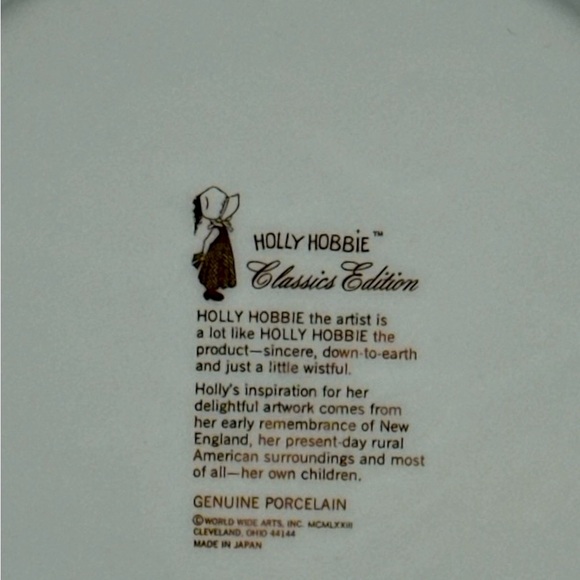 HOLLY HOBBIE™
Classics Edition
HOLLY HOBBIE the artist is
a lot like HOLLY HOBBIE the
product—sincere, down-to-earth
and just a little wistful.
Holly's inspiration for her
delightful artwork comes from
her early remembrance of New
England, her present-day rural
American surroundings and most
of all—her own children.
GENUINE PORCELAIN
©WORLD WIDE ARTS, INC. MCMLXXIII
CLEVELAND, OHIO 44144
MADE IN JAPAN